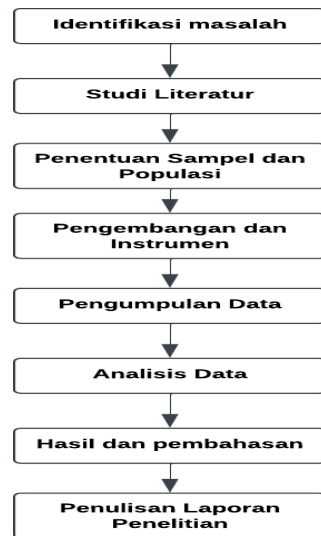 Identifikasi masalah
Studi Literatur
Penentuan Sampel dan
Populasi
Pengembangan dan
Instrumen
Pengumpulan Data
Analisis Data
Hasil dan pembahasan
Penulisan Laporan
Penelitian